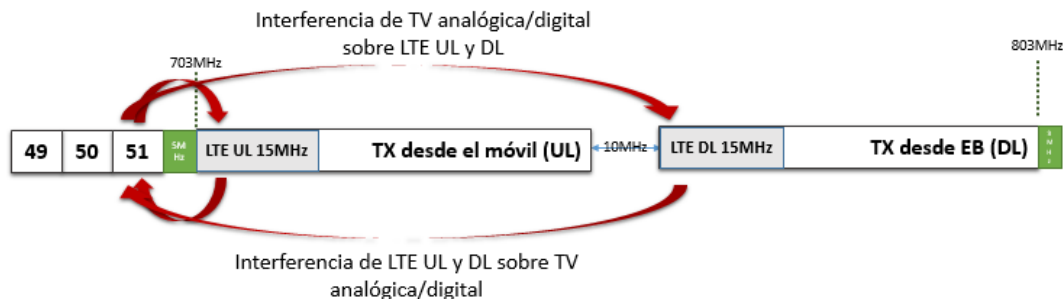 Interferencia de TV analógica/digital
sobre LTE UL y DL
703MHz
803MHz
49
50
51
5M
Hz
LTE UL 15MHz
TX desde el móvil (UL)
10MHz
LTE DL 15MHz
TX desde EB (DL)
Interferencia de LTE UL y DL sobre TV
analógica/digital